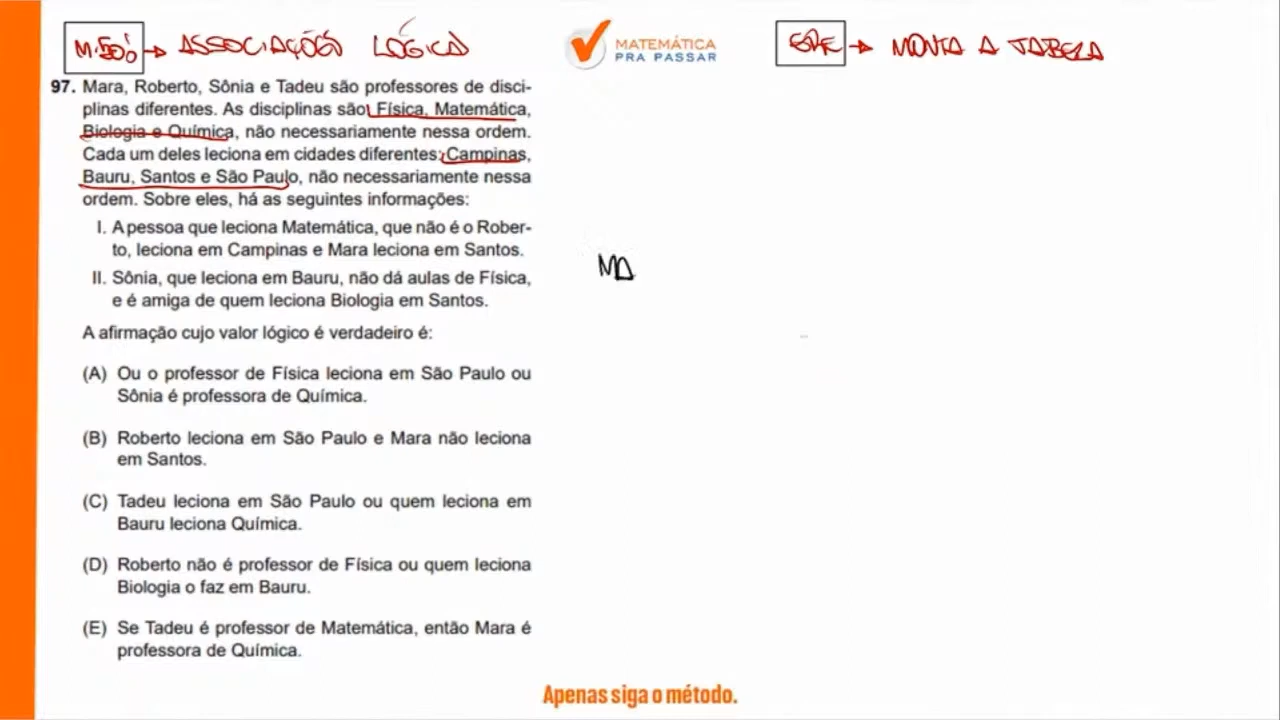 ASSOCIAÇÕES LÓGICA
MATEMÁTICA
PRA PASSAR
MONTA A TABELA
97. Mara, Roberto, Sônia e Tadeu são professores de disci-
plinas diferentes. As disciplinas são Física, Matemática,
Biologia e Química, não necessariamente nessa ordem.
Cada um deles leciona em cidades diferentes: Campinas,
Bauru, Santos e São Paulo, não necessariamente nessa
ordem. Sobre eles, há as seguintes informações:
I. A pessoa que leciona Matemática, que não é o Rober-
to, leciona em Campinas e Mara leciona em Santos.
II. Sônia, que leciona em Bauru, não dá aulas de Física,
e é amiga de quem leciona Biologia em Santos.
MA
A afirmação cujo valor lógico é verdadeiro é:
(A) Ou o professor de Física leciona em São Paulo ou
Sônia é professora de Química.
(B) Roberto leciona em São Paulo e Mara não leciona
em Santos.
(C) Tadeu leciona em São Paulo ou quem leciona em
Bauru leciona Química.
(D) Roberto não é professor de Física ou quem leciona
Biologia o faz em Bauru.
(E) Se Tadeu é professor de Matemática, então Mara é
professora de Química.
Apenas siga o método.